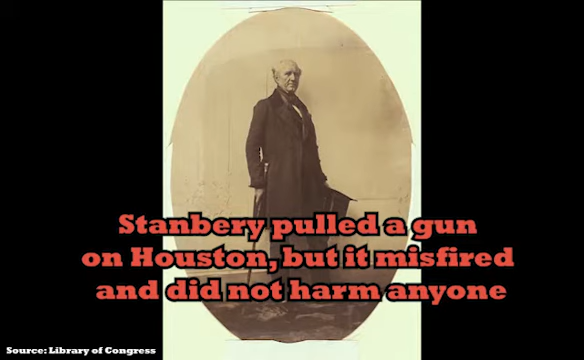 Stanbery pulled a gun
on Houston, but it misfired
and did not harm anyone
Source: Library of Congress